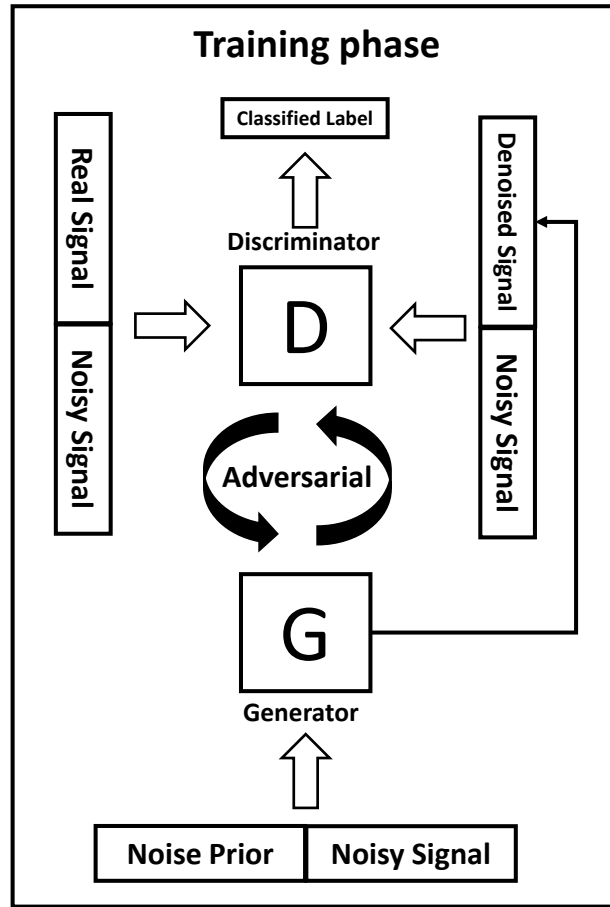 Training phase
Classified Label
Real Signal
Noisy Signal
Discriminator
D
Denoised Signal
Noisy Signal
Adversarial
G
Generator
Noise Prior
Noisy Signal